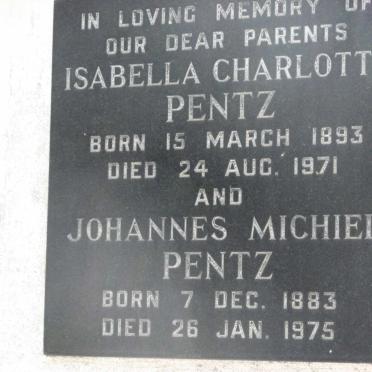 IN LOVING MEMORY OF
OUR DEAR PARENTS
ISABELLA CHARLOTT
PENTZ
BORN 15 MARCH 1893
DIED 24 AUG. 1971
AND
JOHANNES MICHIEL
PENTZ
BORN 7 DEC. 1883
DIED 26 JAN. 1975